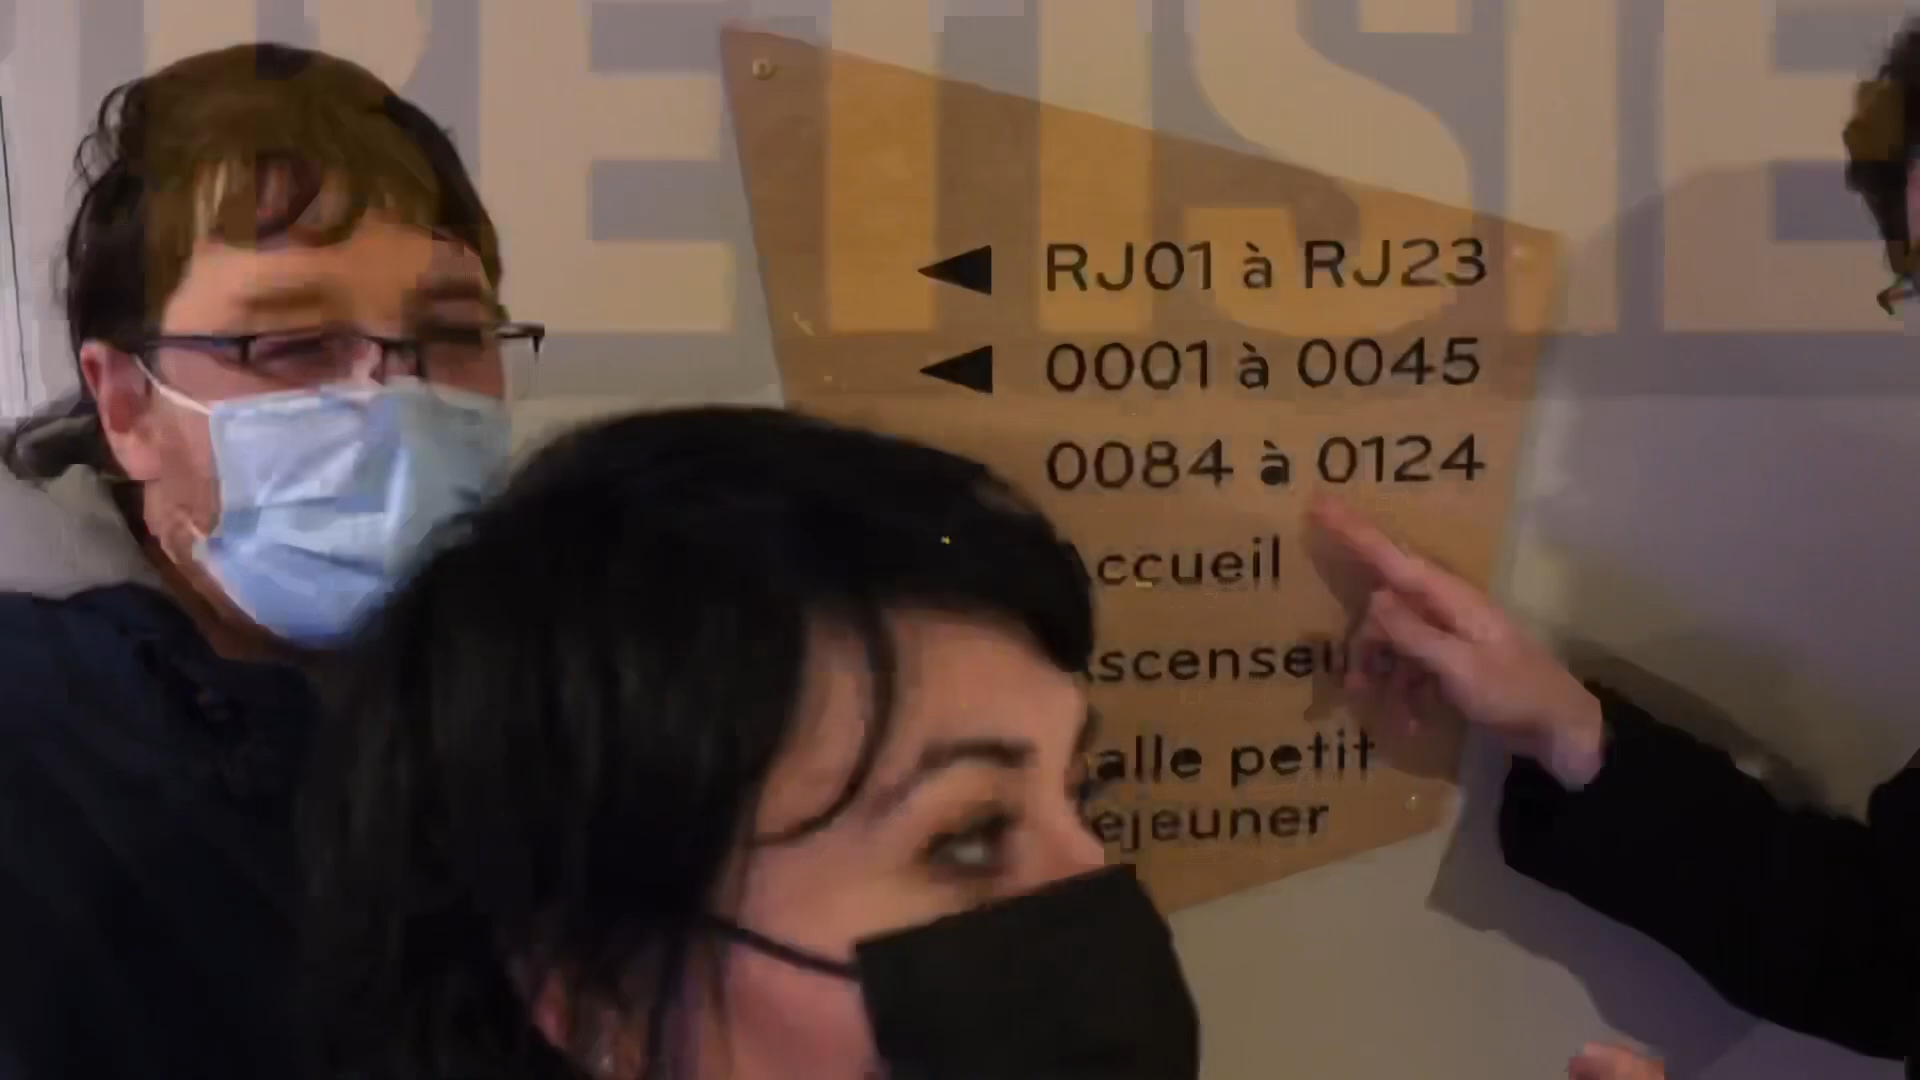 RJ01 à RJ23
0001 à 0045
0084 à 0124
ccueil
scenseu
alle petit
éjeuner